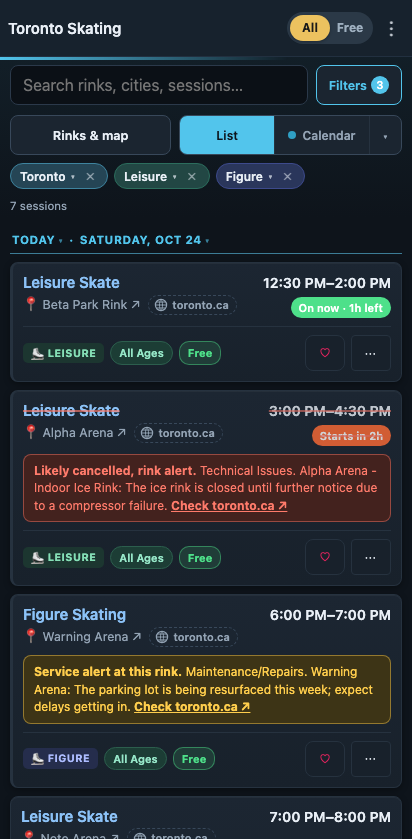 Toronto Skating
All Free
Search rinks, cities, sessions...
Filters 3
Rinks & map
List
Calendar
Toronto
Leisure
Figure
7 sessions
TODAY · SATURDAY, OCT 24
Leisure Skate 12:30 PM–2:00 PM
Beta Park Rink ↗ toronto.ca On now · 1h left
LEISURE All Ages Free
Leisure Skate 3:00 PM–4:30 PM
Alpha Arena ↗ toronto.ca Starts in 2h
Likely cancelled, rink alert. Technical Issues. Alpha Arena -
Indoor Ice Rink: The ice rink is closed until further notice due
to a compressor failure. Check toronto.ca ↗
LEISURE All Ages Free
Figure Skating 6:00 PM–7:00 PM
Warning Arena ↗ toronto.ca
Service alert at this rink. Maintenance/Repairs. Warning
Arena: The parking lot is being resurfaced this week; expect
delays getting in. Check toronto.ca ↗
FIGURE All Ages Free
Leisure Skate 7:00 PM–8:00 PM
Note Arena ↗ toronto.ca